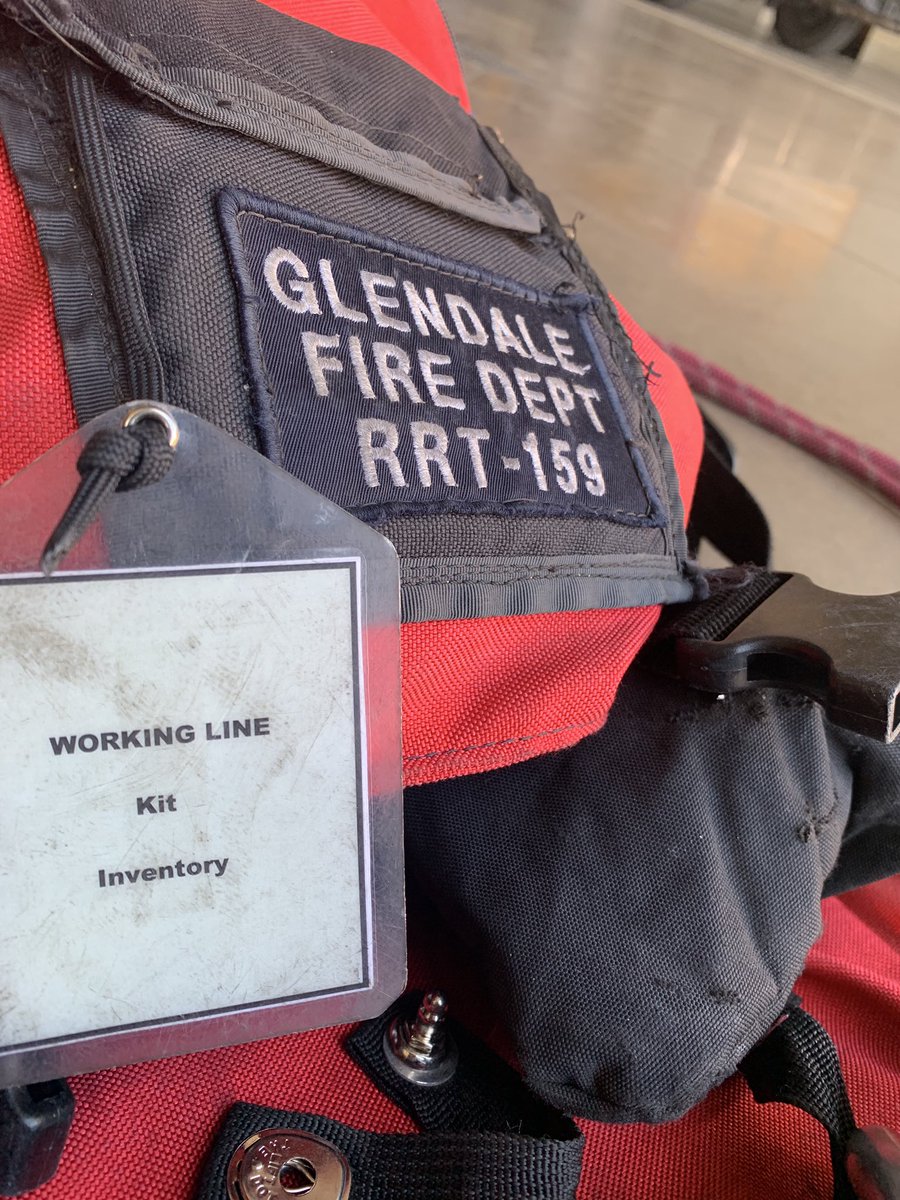 GLENDALE
FIRE DEPT
RRT-159
WORKING LINE
Kit
Inventory